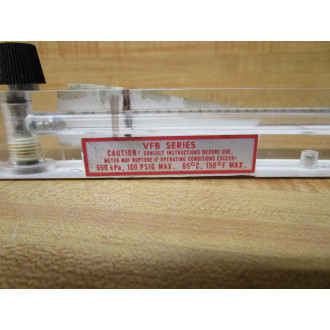 VFB SERIES
CAUTION: CONSULT INSTRUCTIONS BEFORE USE.
METER MAY RUPTURE IF OPERATING CONDITIONS EXCEED:
690 kPa, 100 PSIG MAX. 65°C, 150°F MAX.